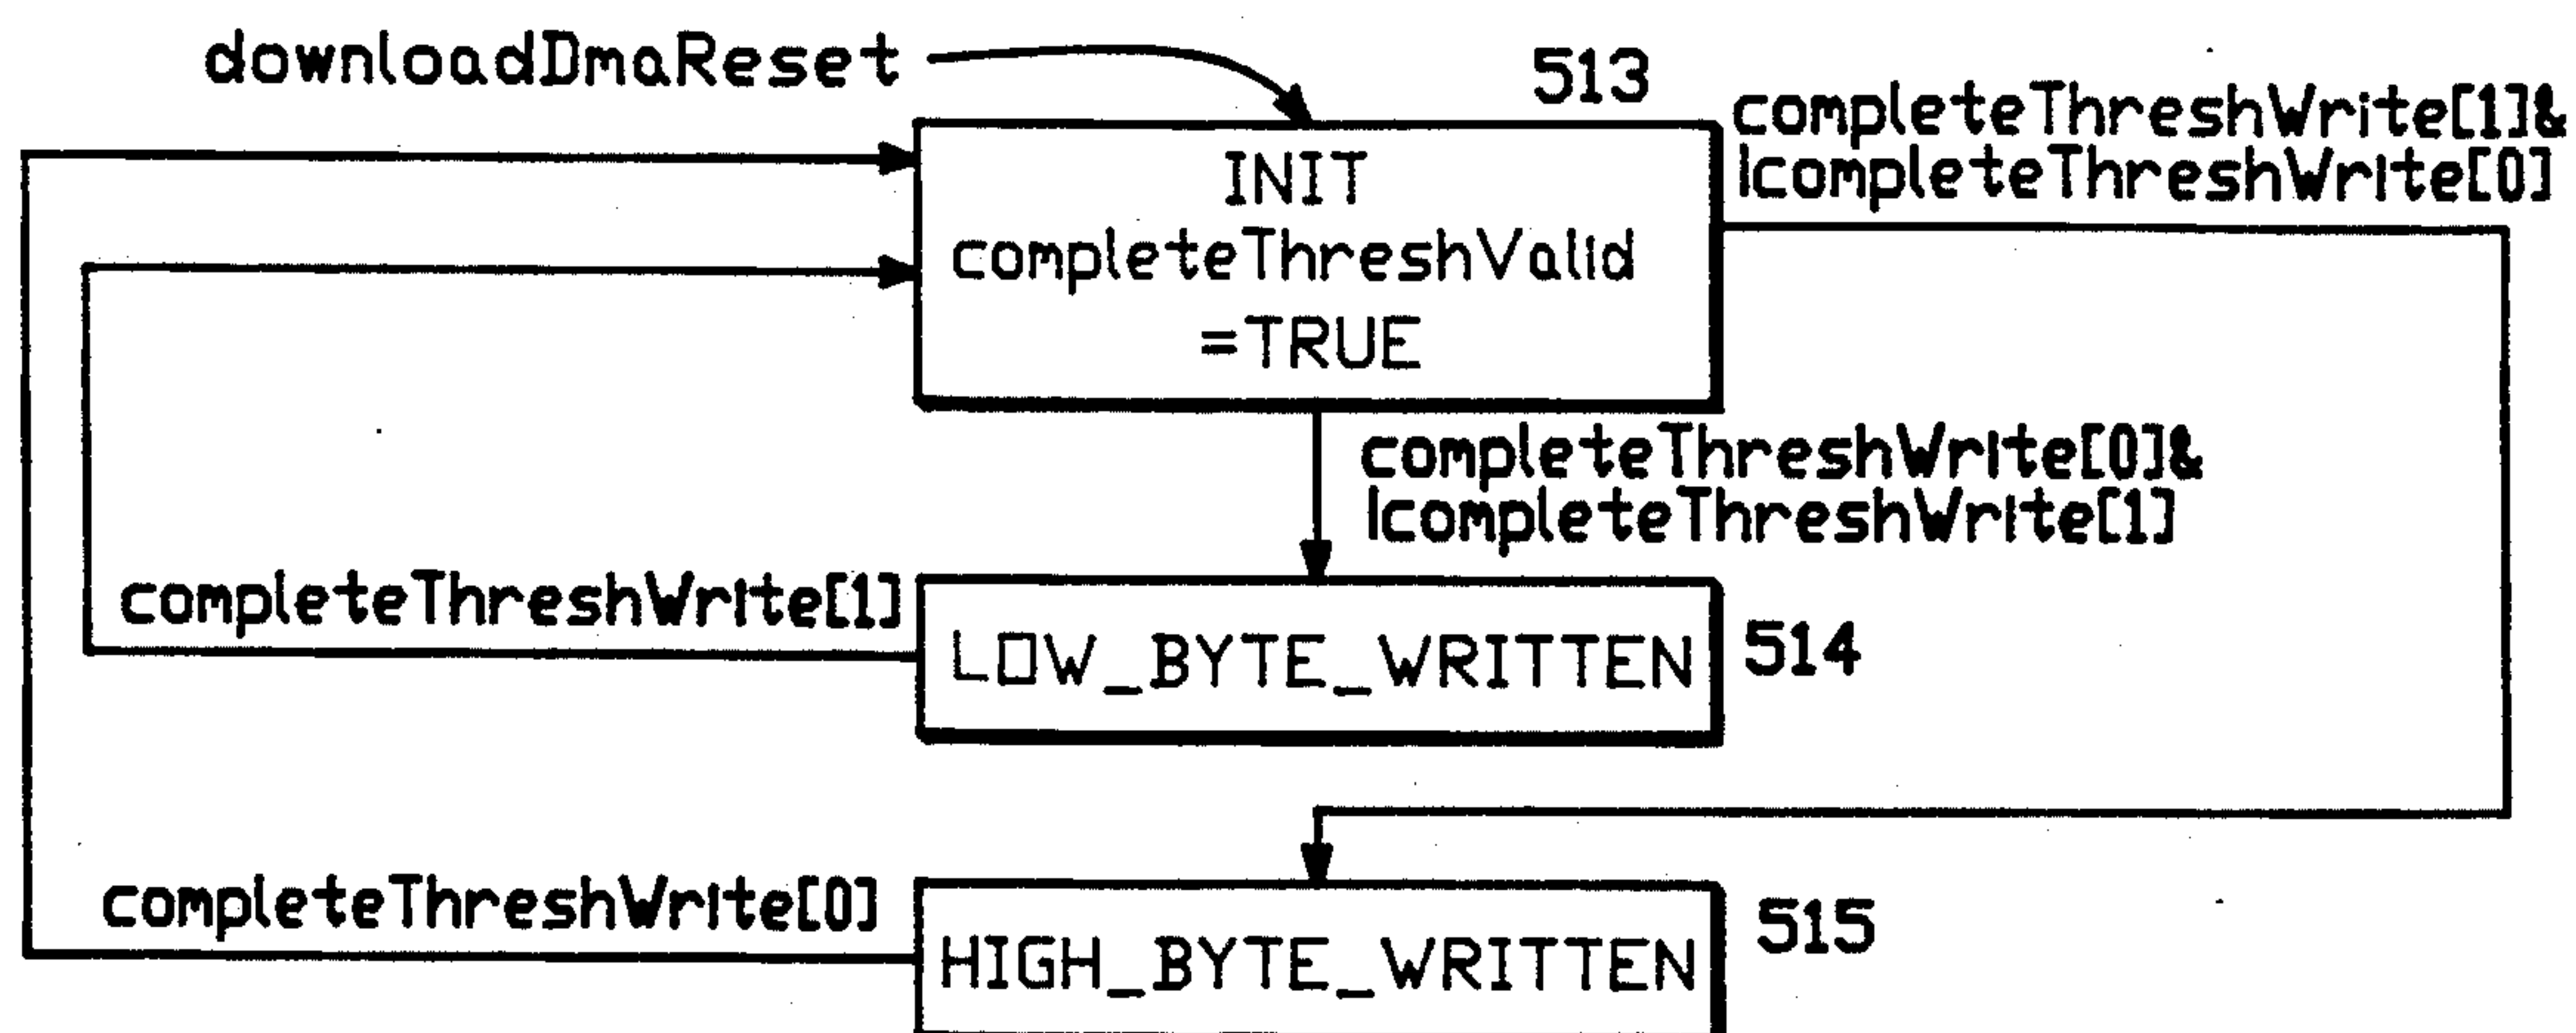 downloadDmaReset
513
completeThreshWrite[1]&
!completeThreshWrite[0]
INIT
completeThreshValid
=TRUE
completeThreshWrite[0]&
!completeThreshWrite[1]
completeThreshWrite[1]
LOW_BYTE_WRITTEN
514
completeThreshWrite[0]
HIGH_BYTE_WRITTEN
515